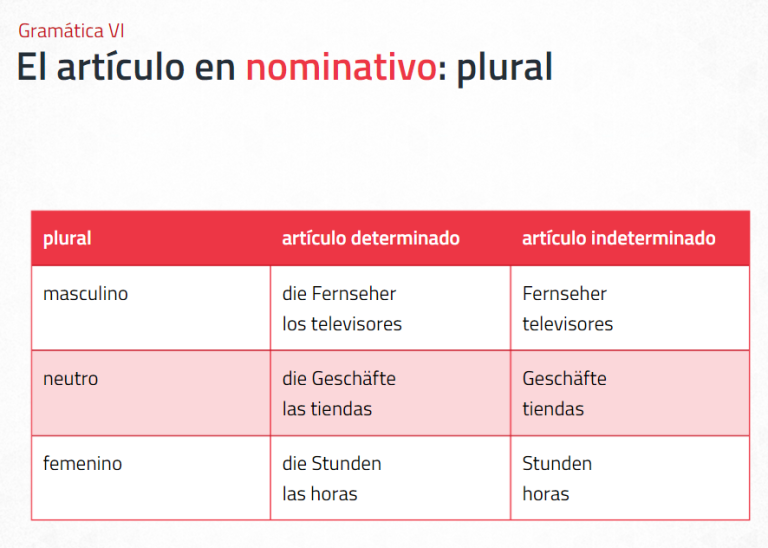 Gramática VI
El artículo en nominativo: plural
plural artículo determinado artículo indeterminado
masculino die Fernseher Fernseher
los televisores televisores
neutro die Geschäfte Geschäfte
las tiendas tiendas
femenino die Stunden Stunden
las horas horas